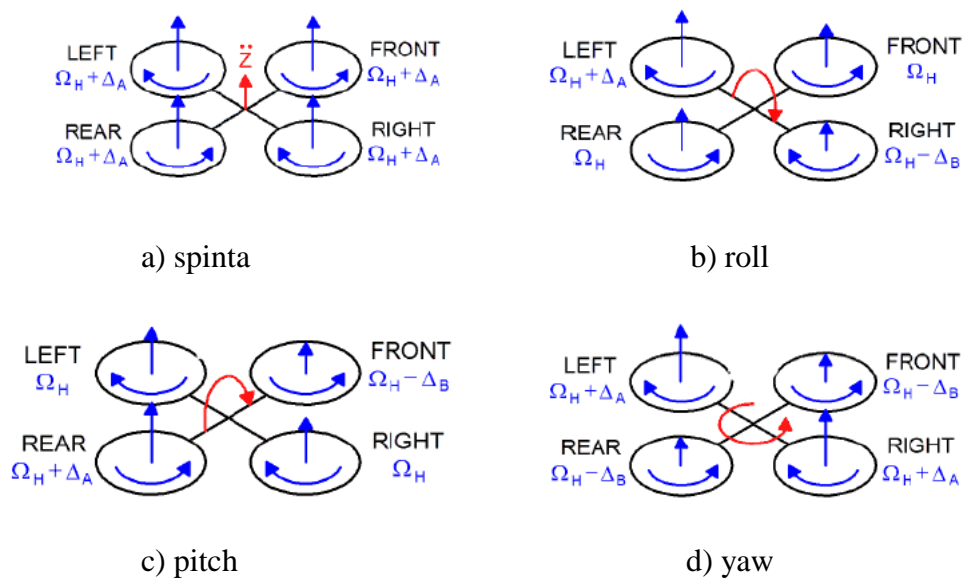 LEFT
Ω_H+Δ_A
Z̈
FRONT
Ω_H+Δ_A
REAR
Ω_H+Δ_A
RIGHT
Ω_H+Δ_A
a) spinta
LEFT
Ω_H+Δ_A
FRONT
Ω_H
REAR
Ω_H
RIGHT
Ω_H−Δ_B
b) roll
LEFT
Ω_H
FRONT
Ω_H−Δ_B
REAR
Ω_H+Δ_A
RIGHT
Ω_H
c) pitch
LEFT
Ω_H+Δ_A
FRONT
Ω_H−Δ_B
REAR
Ω_H−Δ_B
RIGHT
Ω_H+Δ_A
d) yaw